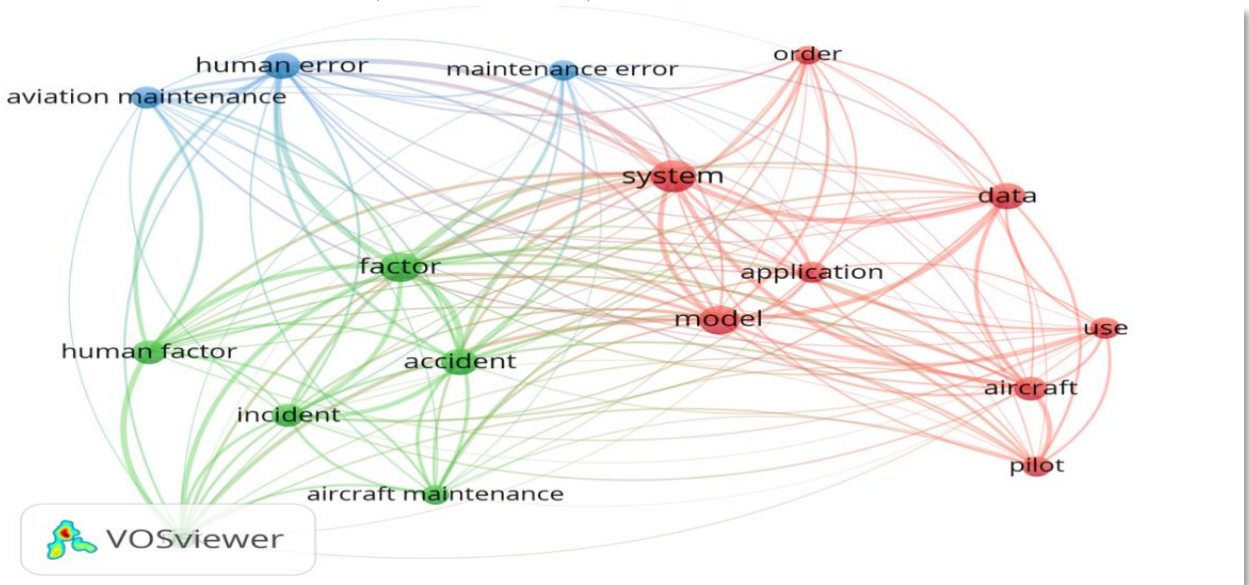 order
human error
maintenance error
aviation maintenance
system
data
factor
application
model
use
human factor
accident
aircraft
incident
pilot
aircraft maintenance
VOSviewer